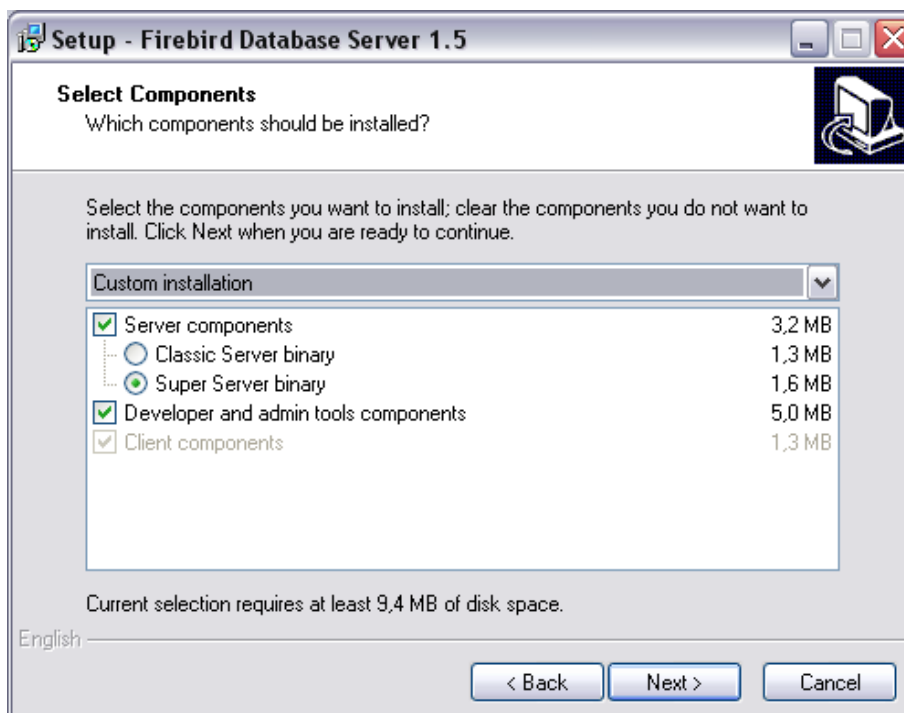 Setup - Firebird Database Server 1.5
Select Components
Which components should be installed?
Select the components you want to install; clear the components you do not want to
install. Click Next when you are ready to continue.
Custom installation
Server components 3,2 MB
Classic Server binary 1,3 MB
Super Server binary 1,6 MB
Developer and admin tools components 5,0 MB
Client components 1,3 MB
Current selection requires at least 9,4 MB of disk space.
English
< Back Next > Cancel